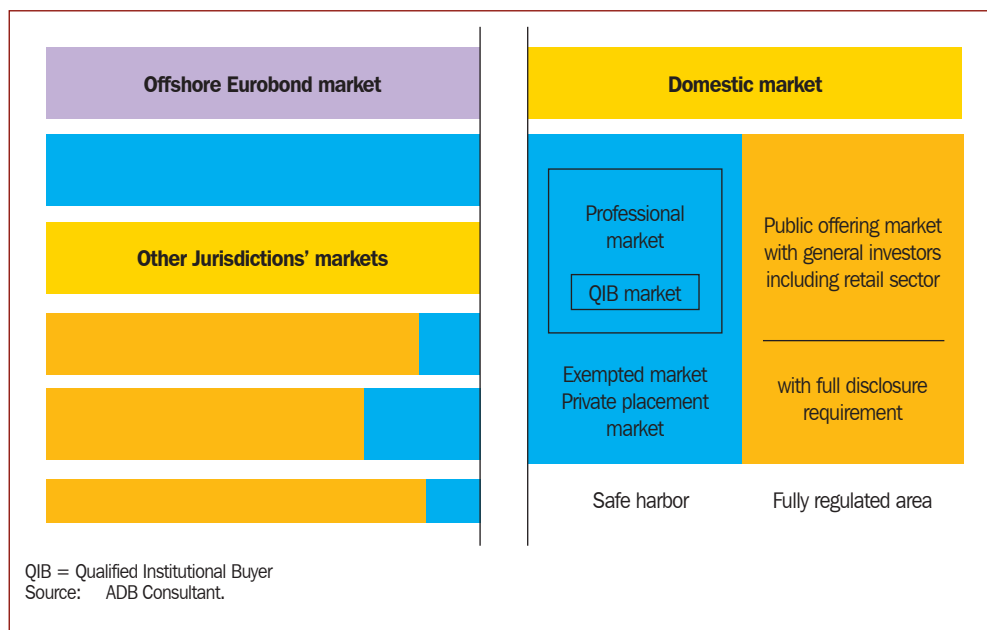 Offshore Eurobond market
Other Jurisdictions' markets
Domestic market
Professional
market
QIB market
Exempted market
Private placement
market
Public offering market
with general investors
including retail sector
with full disclosure
requirement
Safe harbor
Fully regulated area
QIB = Qualified Institutional Buyer
Source: ADB Consultant.